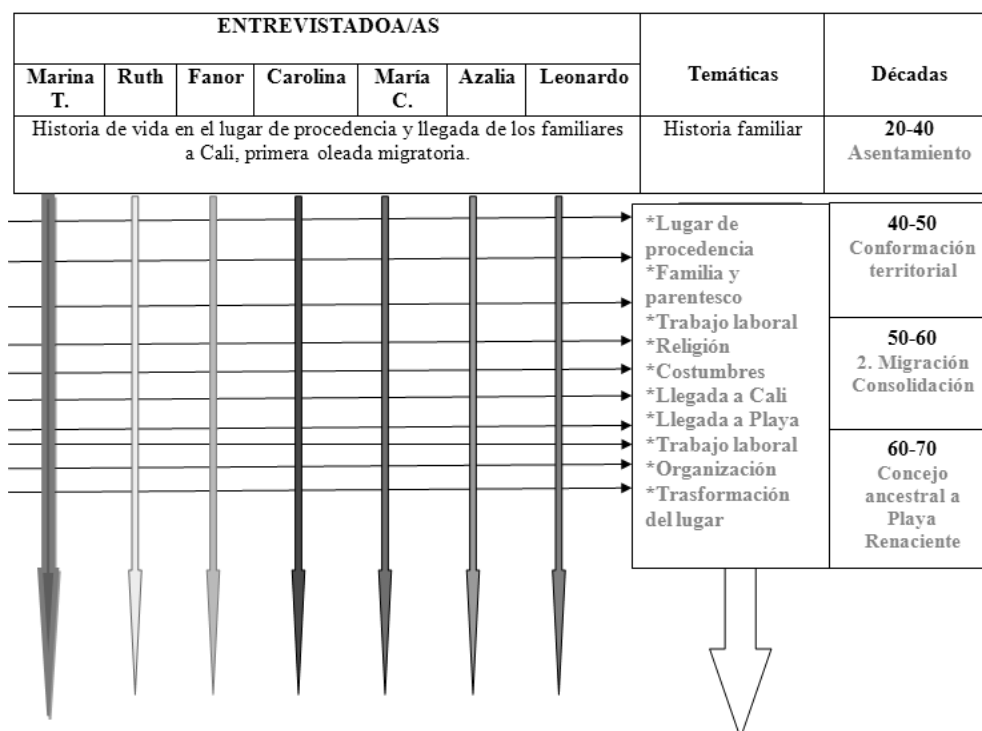 ENTREVISTADOA/AS
Temáticas
Décadas
Marina T.
Ruth
Fanor
Carolina
María C.
Azalia
Leonardo
Historia de vida en el lugar de procedencia y llegada de los familiares
a Cali, primera oleada migratoria.
Historia familiar
20-40
Asentamiento
*Lugar de
procedencia
*Familia y
parentesco
*Trabajo laboral
*Religión
*Costumbres
*Llegada a Cali
*Llegada a Playa
*Trabajo laboral
*Organización
*Trasformación
del lugar
40-50
Conformación
territorial
50-60
2. Migración
Consolidación
60-70
Concejo
ancestral a
Playa
Renaciente